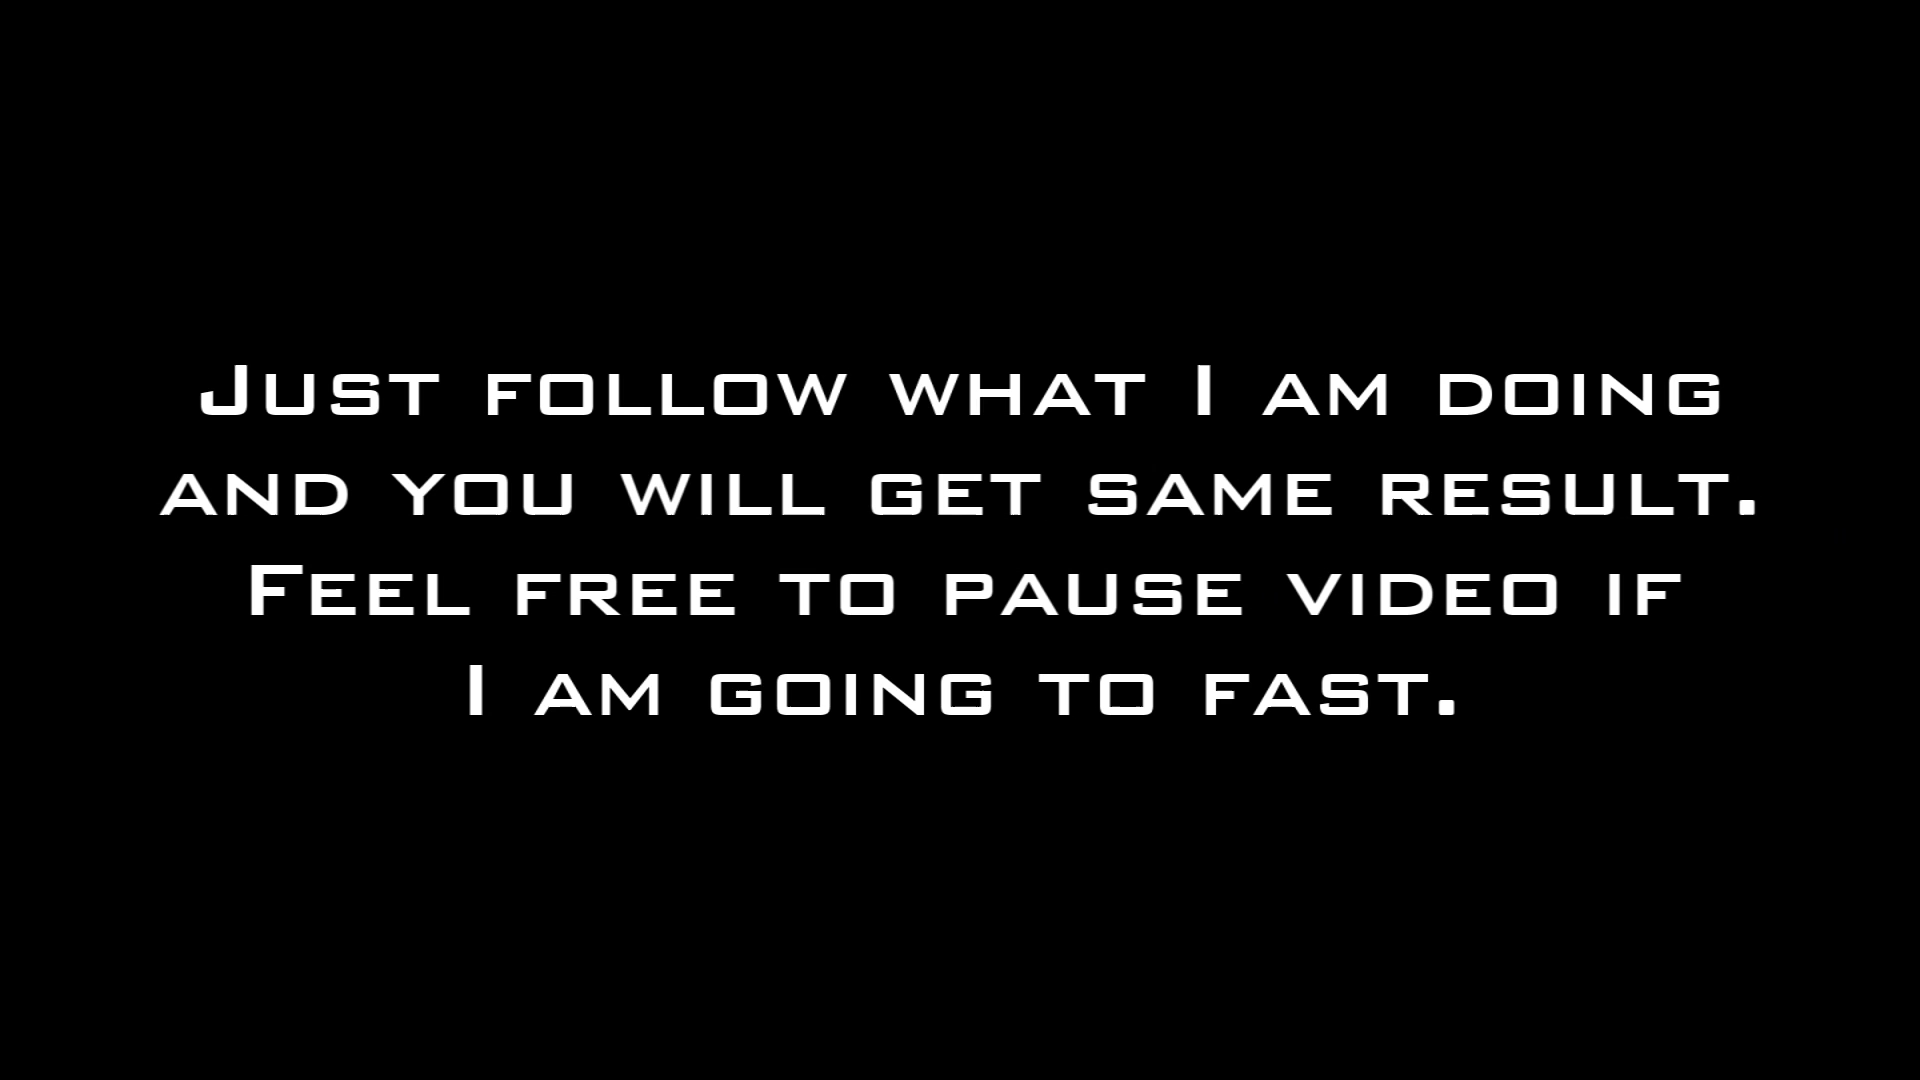 Just follow what I am doing
and you will get same result.
Feel free to pause video if
I am going to fast.